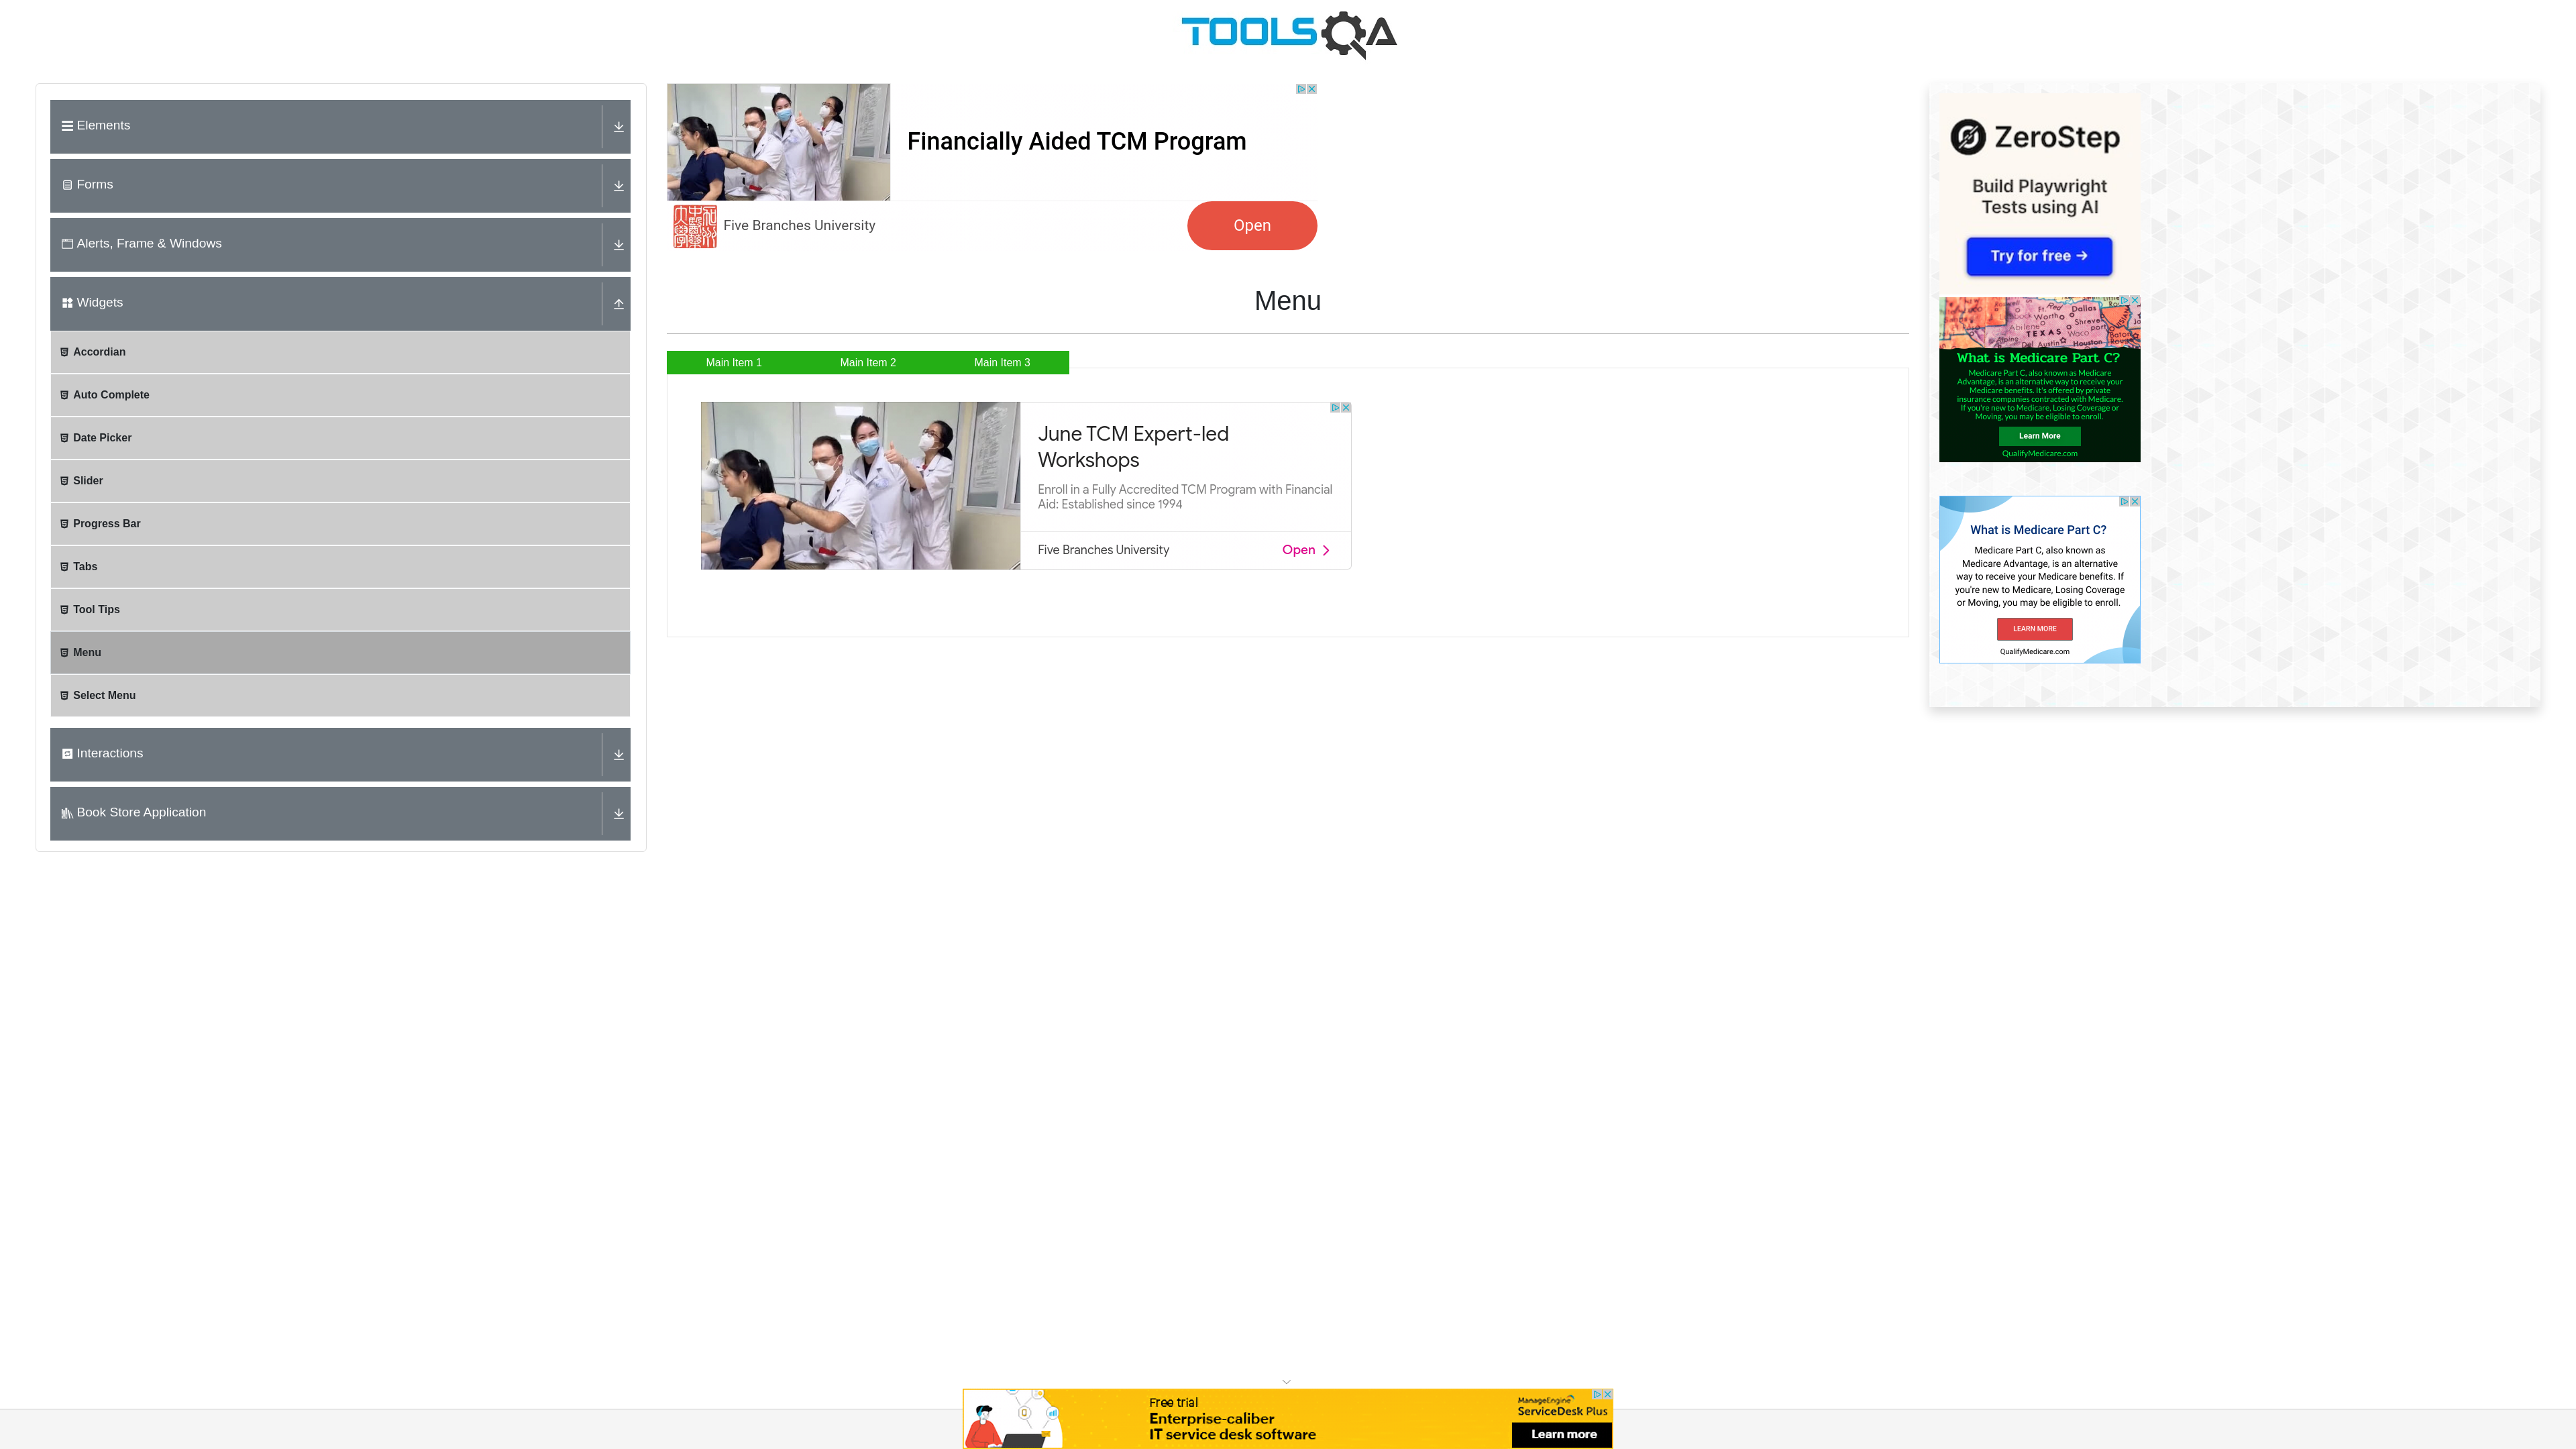 TOOLSQA
Elements
Forms
Alerts, Frame & Windows
Widgets
Accordian
Auto Complete
Date Picker
Slider
Progress Bar
Tabs
Tool Tips
Menu
Select Menu
Interactions
Book Store Application
Financially Aided TCM Program
Five Branches University
Open
Menu
Main Item 1
Main Item 2
Main Item 3
June TCM Expert-led
Workshops
Enroll in a Fully Accredited TCM Program with Financial
Aid: Established since 1994
Five Branches University
Open
ZeroStep
Build Playwright
Tests using AI
Try for free →
Ft. Worth
Dallas
Abilene
TEXAS
Waco
Austin
Houston
What is Medicare Part C?
Medicare Part C, also known as Medicare
Advantage, is an alternative way to receive your
Medicare benefits. It's offered by private
insurance companies contracted with Medicare.
If you're new to Medicare, Losing Coverage or
Moving, you may be eligible to enroll.
Learn More
QualifyMedicare.com
What is Medicare Part C?
Medicare Part C, also known as
Medicare Advantage, is an alternative
way to receive your Medicare benefits. If
you're new to Medicare, Losing Coverage
or Moving, you may be eligible to enroll.
LEARN MORE
QualifyMedicare.com
Free trial
Enterprise-caliber
IT service desk software
ManageEngine
ServiceDesk Plus
Learn more